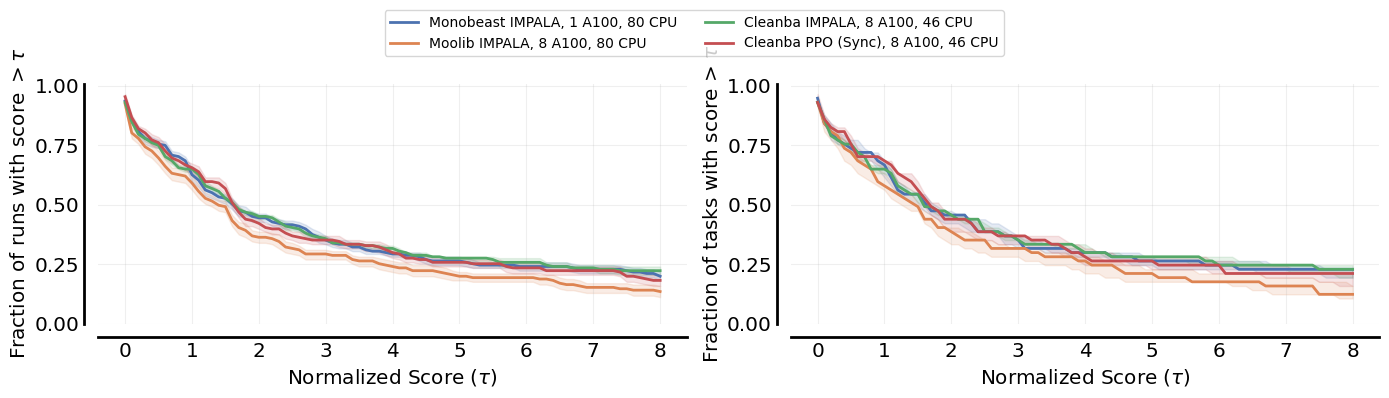 Monobeast IMPALA, 1 A100, 80 CPU
Moolib IMPALA, 8 A100, 80 CPU
Cleanba IMPALA, 8 A100, 46 CPU
Cleanba PPO (Sync), 8 A100, 46 CPU
Fraction of runs with score > τ
1.00
0.75
0.50
0.25
0.00
0 1 2 3 4 5 6 7 8
Normalized Score (τ)
Fraction of tasks with score > τ
1.00
0.75
0.50
0.25
0.00
0 1 2 3 4 5 6 7 8
Normalized Score (τ)